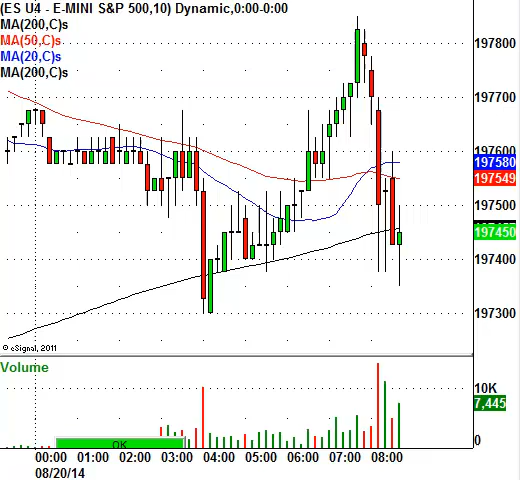 (ES U4 - E-MINI S&P 500,10) Dynamic,0:00-0:00
MA(200,C)s
MA(50,C)s
MA(20,C)s
MA(200,C)s
197800
197700
197600
197580
197549
197500
197450
197400
197300
© eSignal, 2011
Volume
10K
7,445
0
OK
00:00 01:00 02:00 03:00 04:00 05:00 06:00 07:00 08:00
08/20/14